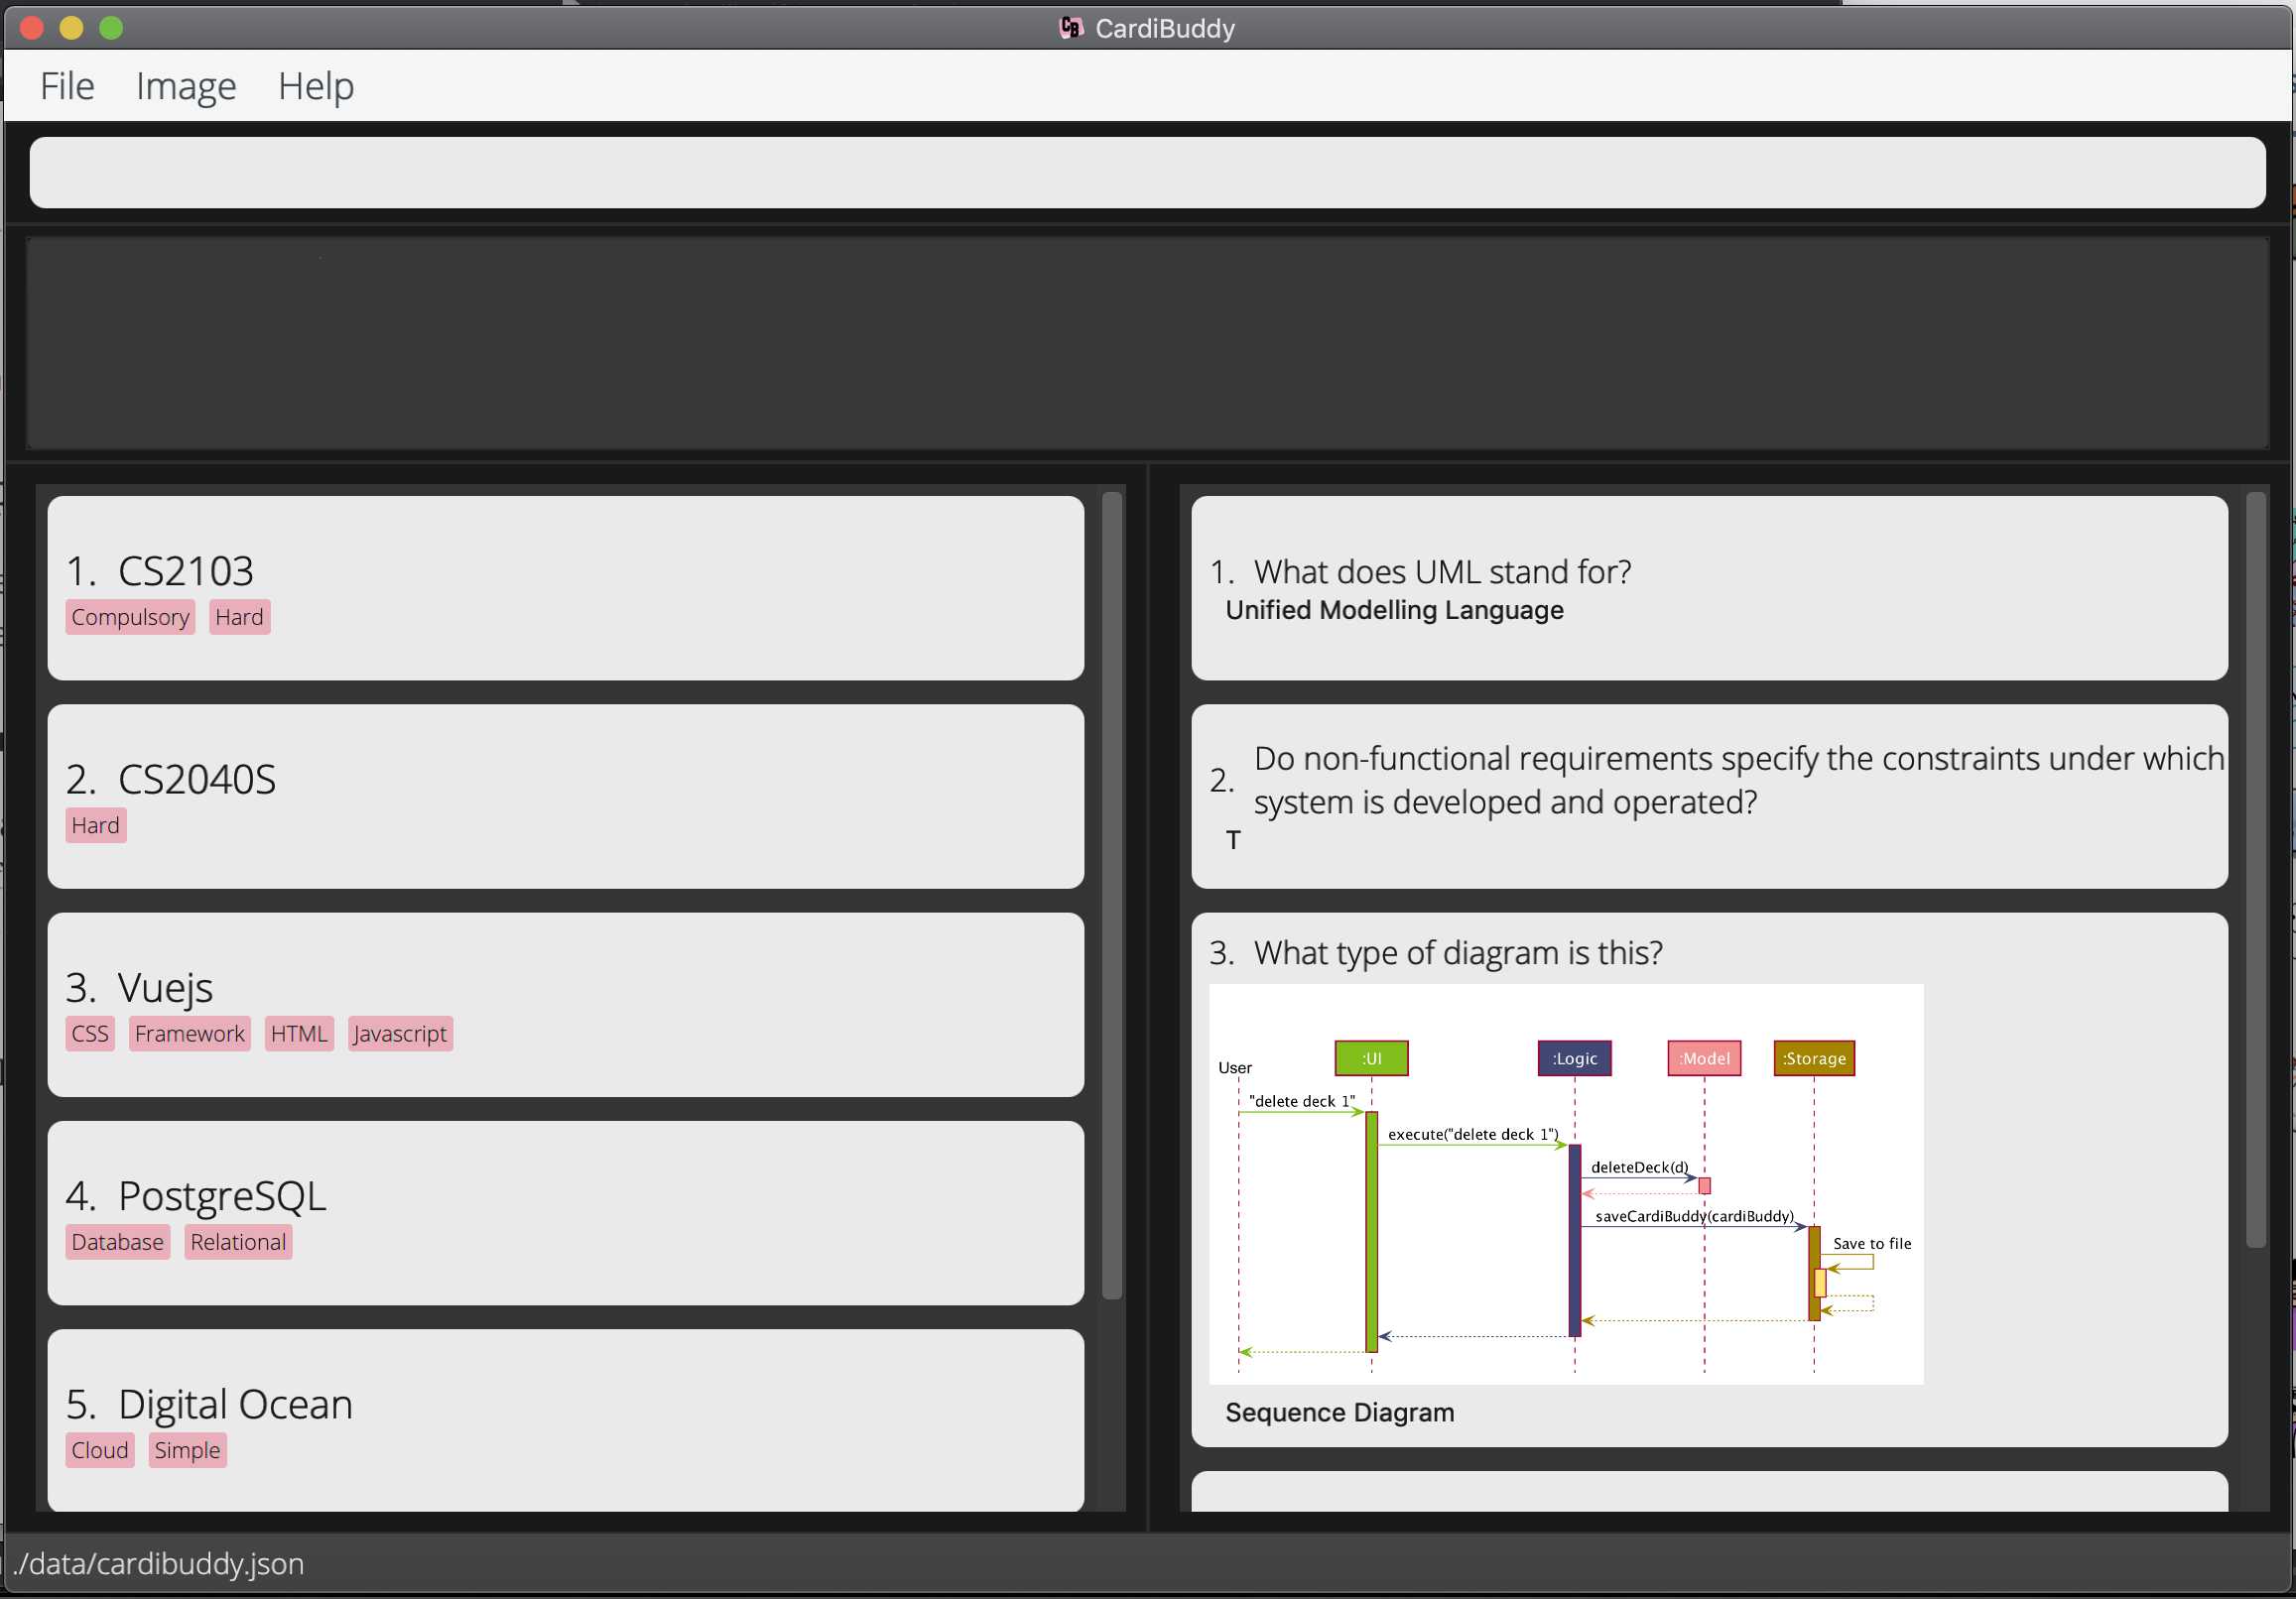 CardiBuddy
File Image Help
1. CS2103
Compulsory Hard
2. CS2040S
Hard
3. Vuejs
CSS Framework HTML Javascript
4. PostgreSQL
Database Relational
5. Digital Ocean
Cloud Simple
1. What does UML stand for?
Unified Modelling Language
2. Do non-functional requirements specify the constraints under which
system is developed and operated?
T
3. What type of diagram is this?
User :UI :Logic :Model :Storage
"delete deck 1"
execute("delete deck 1")
deleteDeck(d)
saveCardiBuddy(cardiBuddy)
Save to file
Sequence Diagram
./data/cardibuddy.json